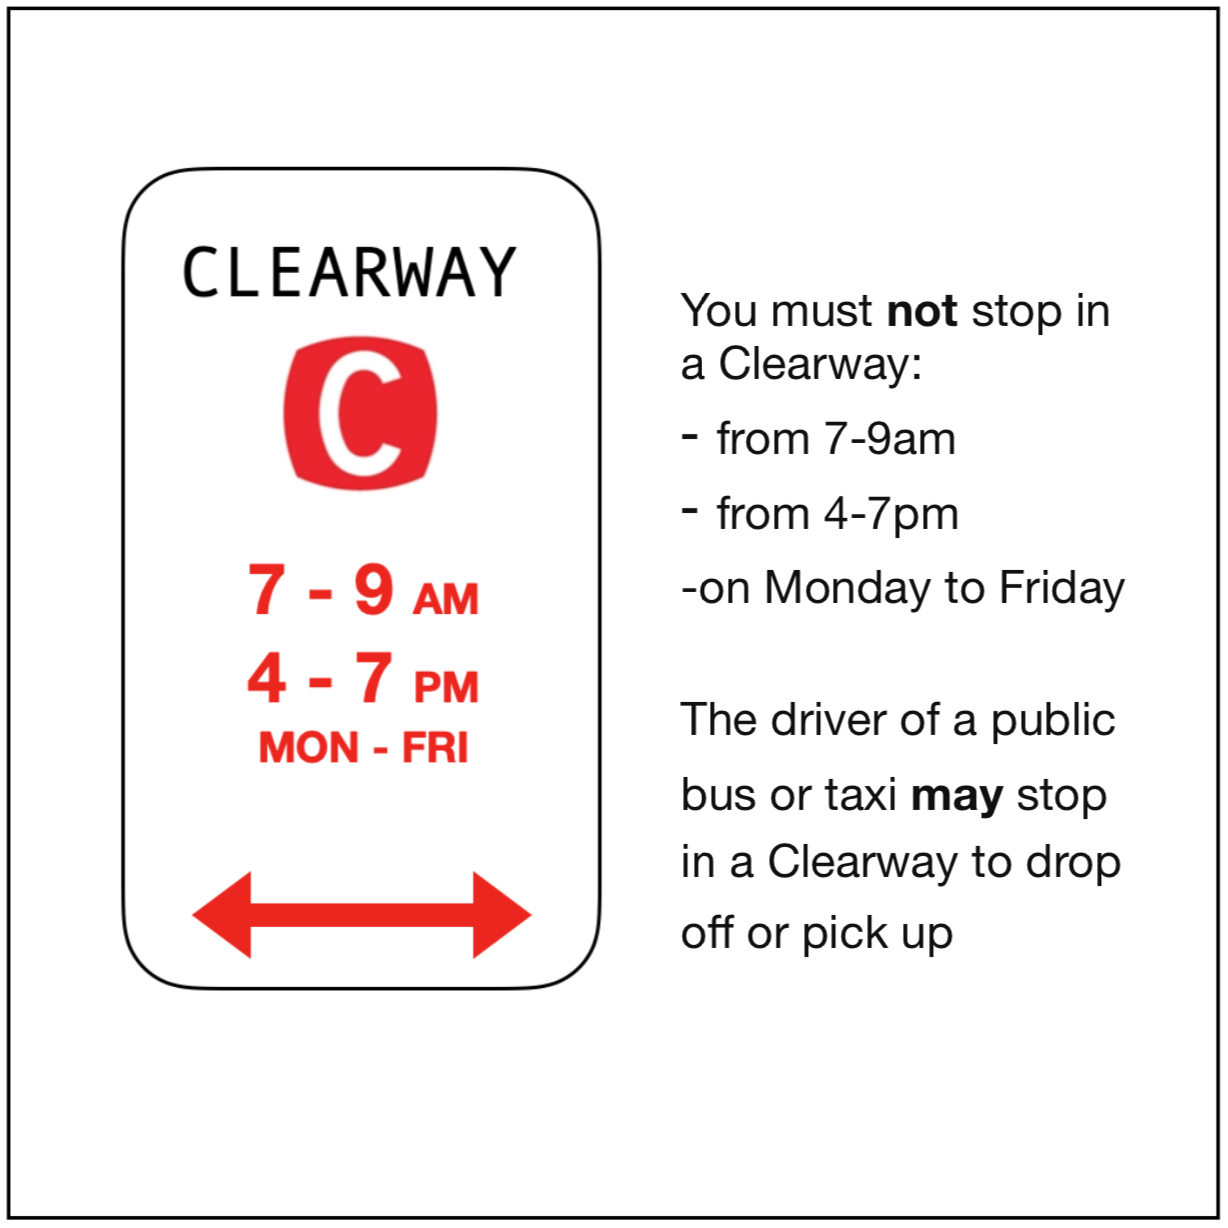 CLEARWAY
C
7 - 9 AM
4 - 7 PM
MON - FRI
You must not stop in
a Clearway:
- from 7-9am
- from 4-7pm
-on Monday to Friday
The driver of a public
bus or taxi may stop
in a Clearway to drop
off or pick up